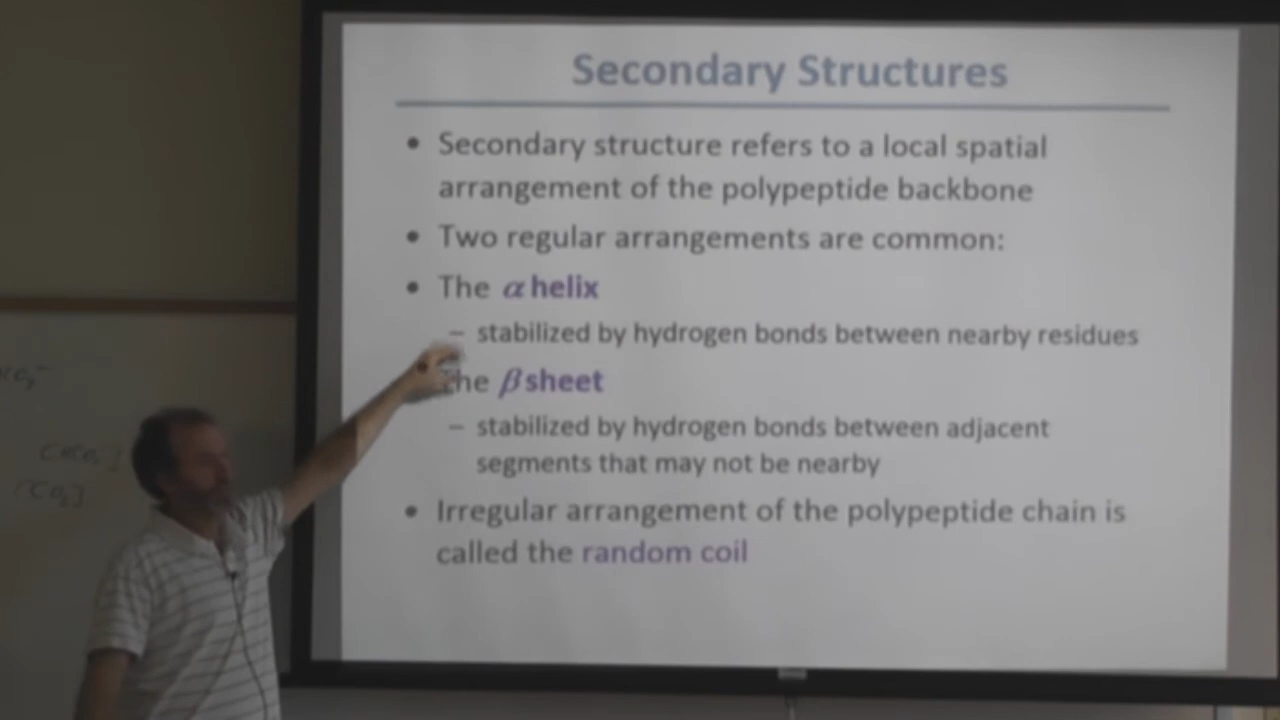 Secondary Structures
• Secondary structure refers to a local spatial
arrangement of the polypeptide backbone
• Two regular arrangements are common:
• The α helix
– stabilized by hydrogen bonds between nearby residues
The β sheet
– stabilized by hydrogen bonds between adjacent
segments that may not be nearby
• Irregular arrangement of the polypeptide chain is
called the random coil